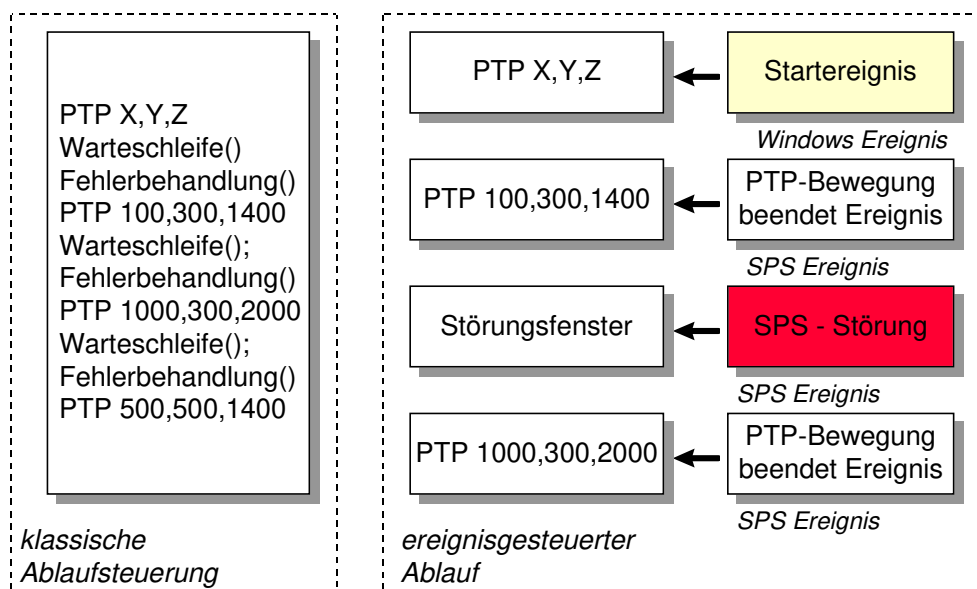 PTP X,Y,Z
Warteschleife()
Fehlerbehandlung()
PTP 100,300,1400
Warteschleife();
Fehlerbehandlung()
PTP 1000,300,2000
Warteschleife();
Fehlerbehandlung()
PTP 500,500,1400
klassische
Ablaufsteuerung
PTP X,Y,Z
Startereignis
Windows Ereignis
PTP 100,300,1400
PTP-Bewegung
beendet Ereignis
SPS Ereignis
Störungsfenster
SPS - Störung
SPS Ereignis
PTP 1000,300,2000
PTP-Bewegung
beendet Ereignis
SPS Ereignis
ereignisgesteuerter
Ablauf